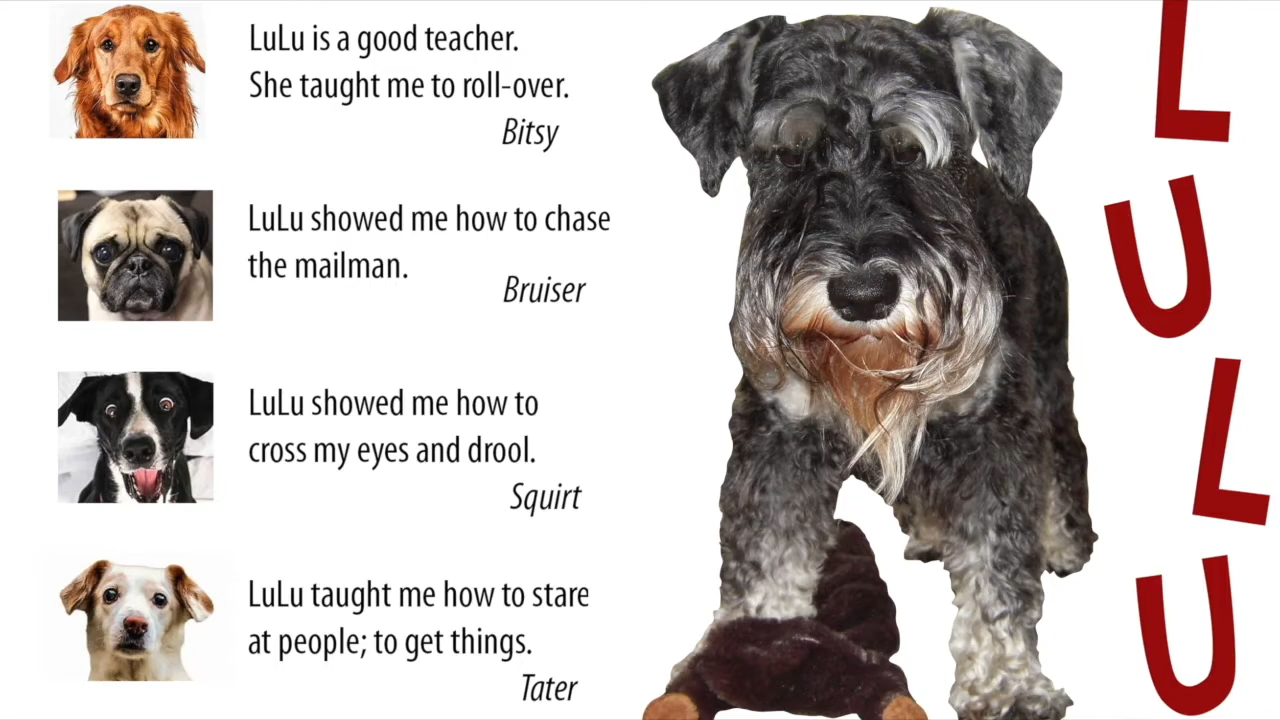 LuLu is a good teacher.
She taught me to roll-over.
Bitsy
LuLu showed me how to chase
the mailman.
Bruiser
LuLu showed me how to
cross my eyes and drool.
Squirt
LuLu taught me how to stare
at people; to get things.
Tater
L
U
L
U